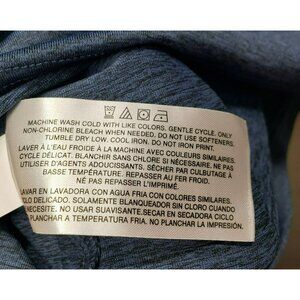 MACHINE WASH COLD WITH LIKE COLORS. GENTLE CYCLE. ONLY
NON-CHLORINE BLEACH WHEN NEEDED. DO NOT USE SOFTENERS.
TUMBLE DRY LOW. COOL IRON. DO NOT IRON PRINT.
LAVER À L'EAU FROIDE À LA MACHINE AVEC COULEURS SIMILAIRES.
CYCLE DÉLICAT. BLANCHIR SANS CHLORE SI NÉCESSAIRE. NE PAS
UTILISER D'AGENTS ADOUCISSANTS. SÉCHER PAR CULBUTAGE À
BASSE TEMPÉRATURE. REPASSER À FROID. NE PAS
REPASSER L'IMPRIMÉ.
LAVAR EN LAVADORA CON AGUA FRIA CON COLORES SIMILARES.
CLO DELICADO. SOLAMENTE BLANQUEADOR SIN CLORO CUANDO
NECESITE. NO USAR SUAVISANTE. SECAR EN SECADORA CICLO
PLANCHAR A TEMPERATURA FRIA. NO PLANCHAR LA IMPRESIÓN.